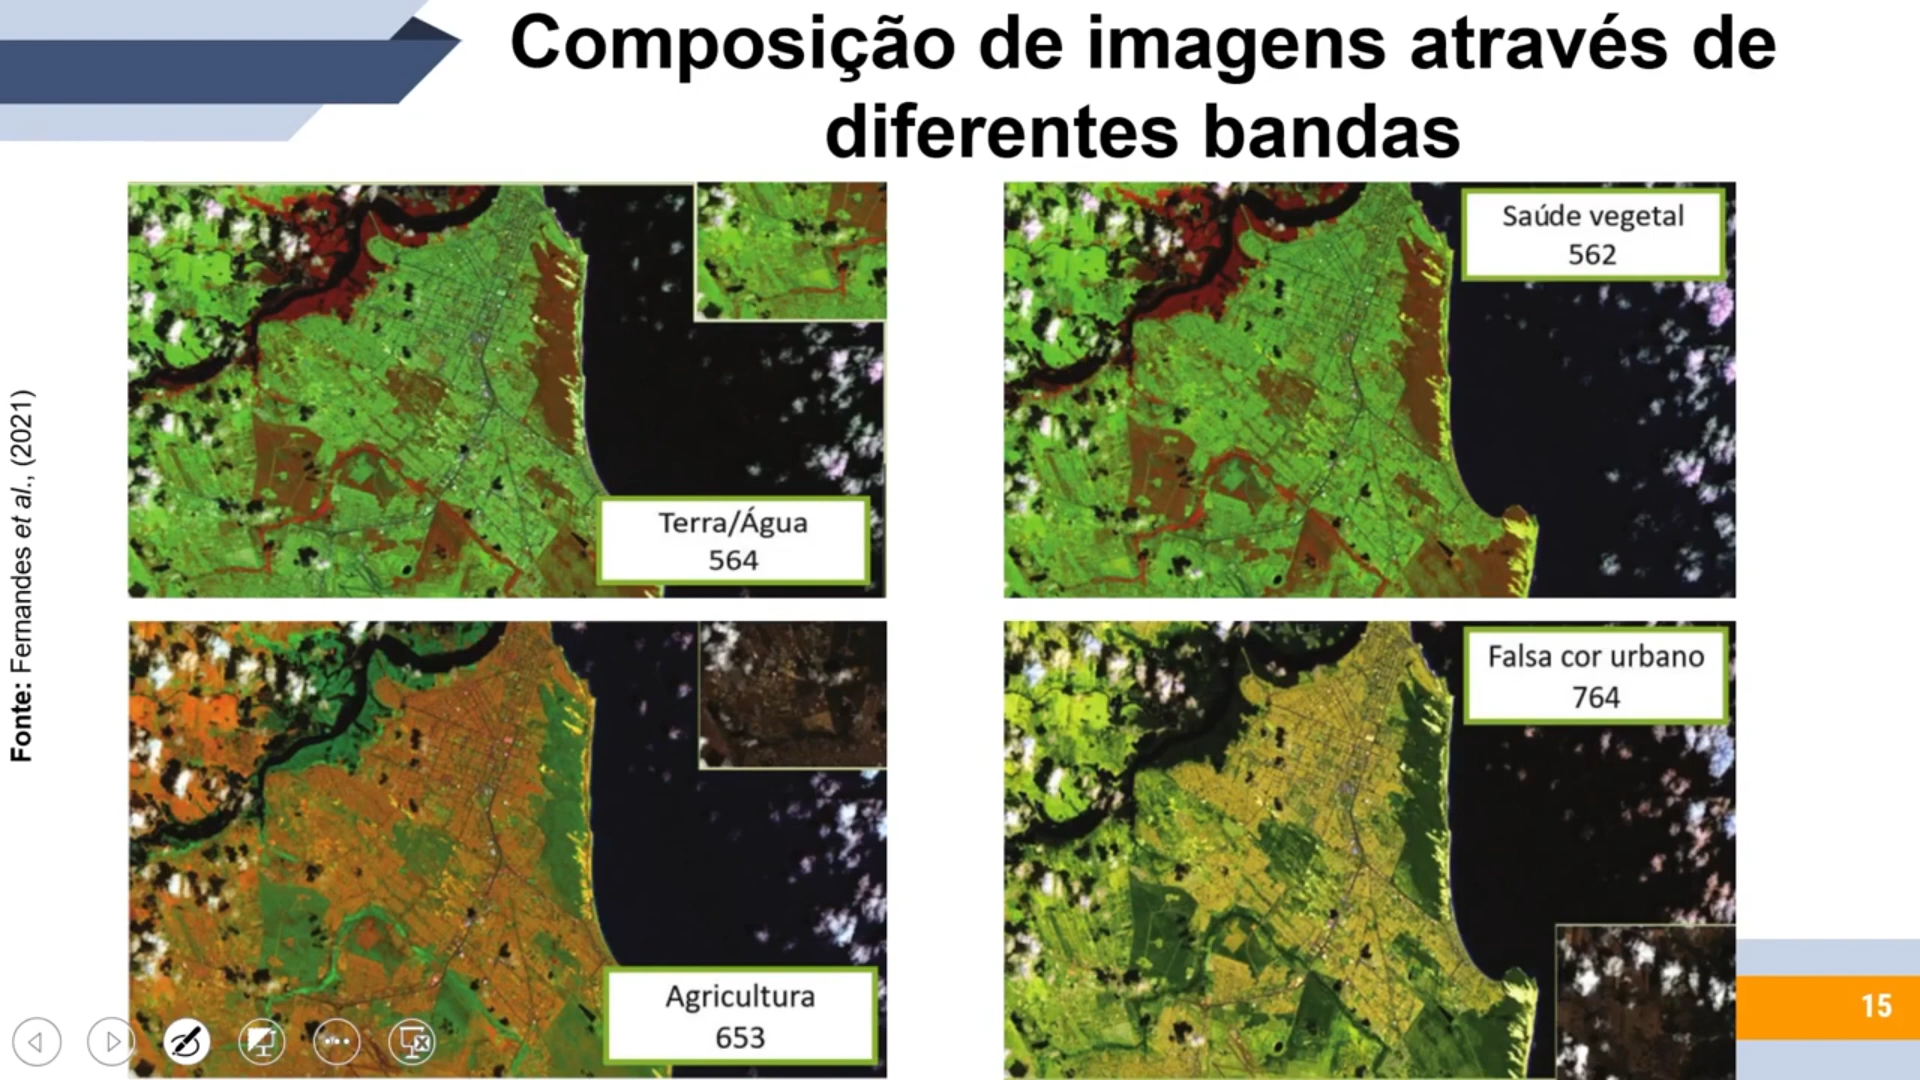 Composição de imagens através de
diferentes bandas
Fonte: Fernandes et al., (2021)
Terra/Água
564
Saúde vegetal
562
Agricultura
653
Falsa cor urbano
764
15